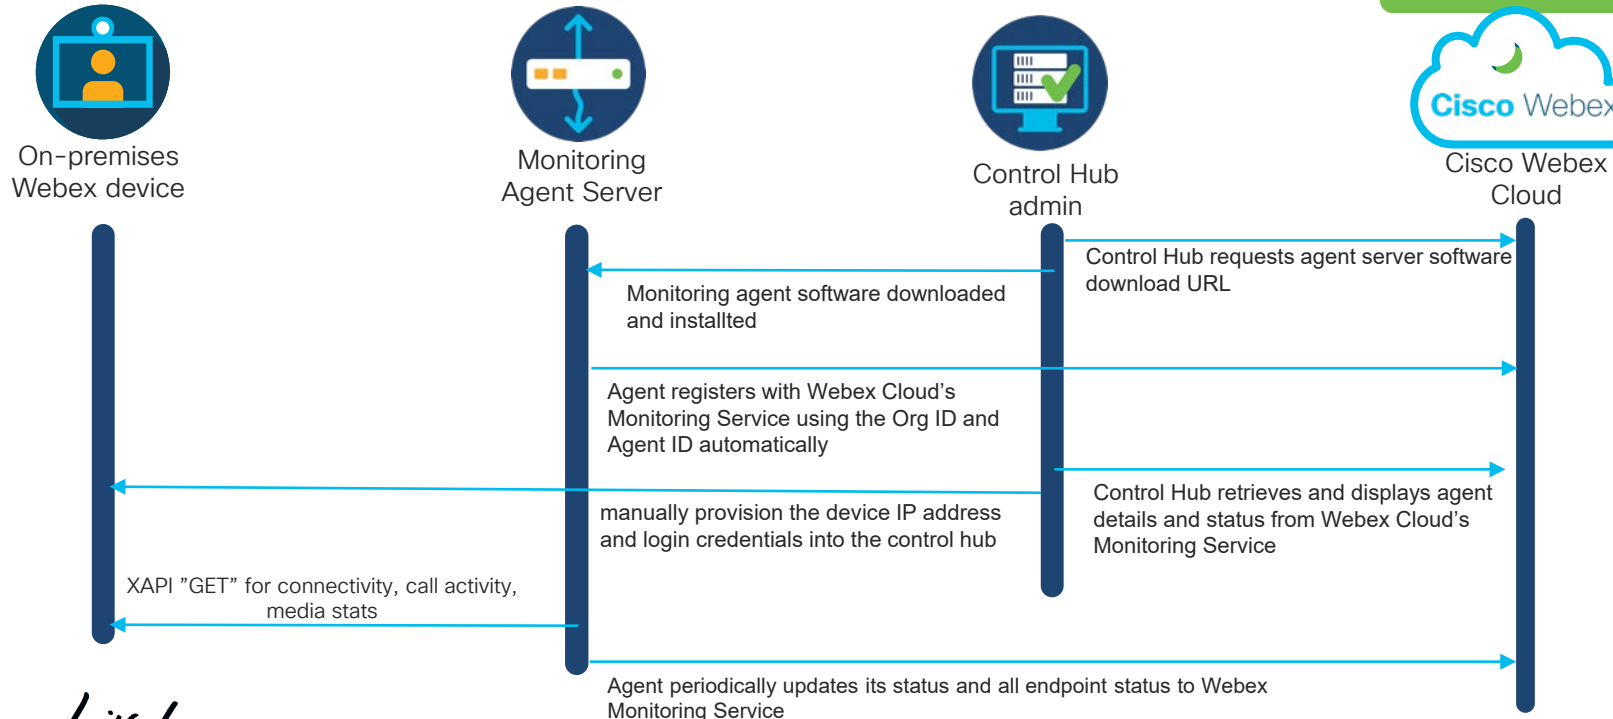 Cisco Webex
On-premises
Webex device
Monitoring
Agent Server
Control Hub
admin
Cisco Webex
Cloud
Control Hub requests agent server software
download URL
Monitoring agent software downloaded
and installted
Agent registers with Webex Cloud's
Monitoring Service using the Org ID and
Agent ID automatically
Control Hub retrieves and displays agent
details and status from Webex Cloud's
Monitoring Service
manually provision the device IP address
and login credentials into the control hub
XAPI "GET" for connectivity, call activity,
media stats
Agent periodically updates its status and all endpoint status to Webex
Monitoring Service